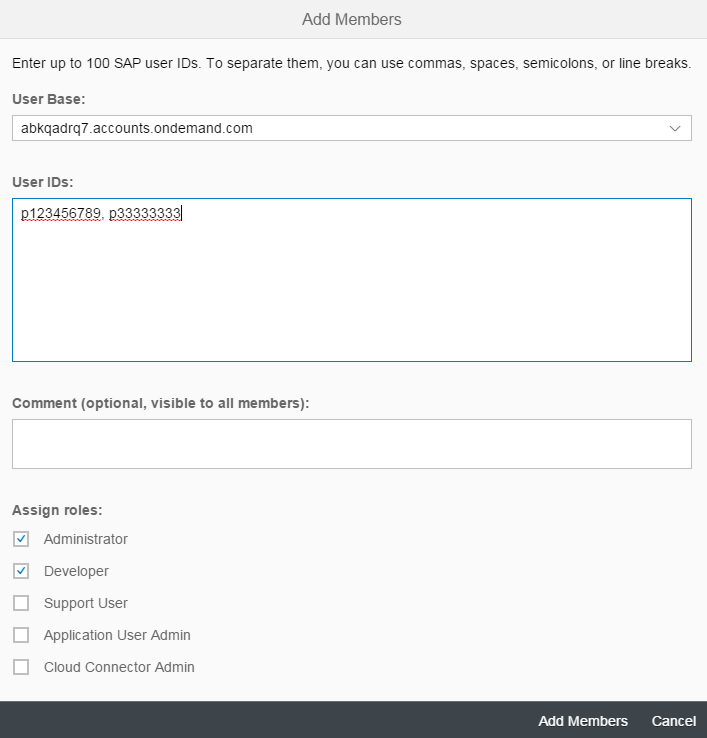 Add Members
Enter up to 100 SAP user IDs. To separate them, you can use commas, spaces, semicolons, or line breaks.
User Base:
abkqadrq7.accounts.ondemand.com
User IDs:
p123456789, p33333333
Comment (optional, visible to all members):
Assign roles:
Administrator
Developer
Support User
Application User Admin
Cloud Connector Admin
Add Members Cancel